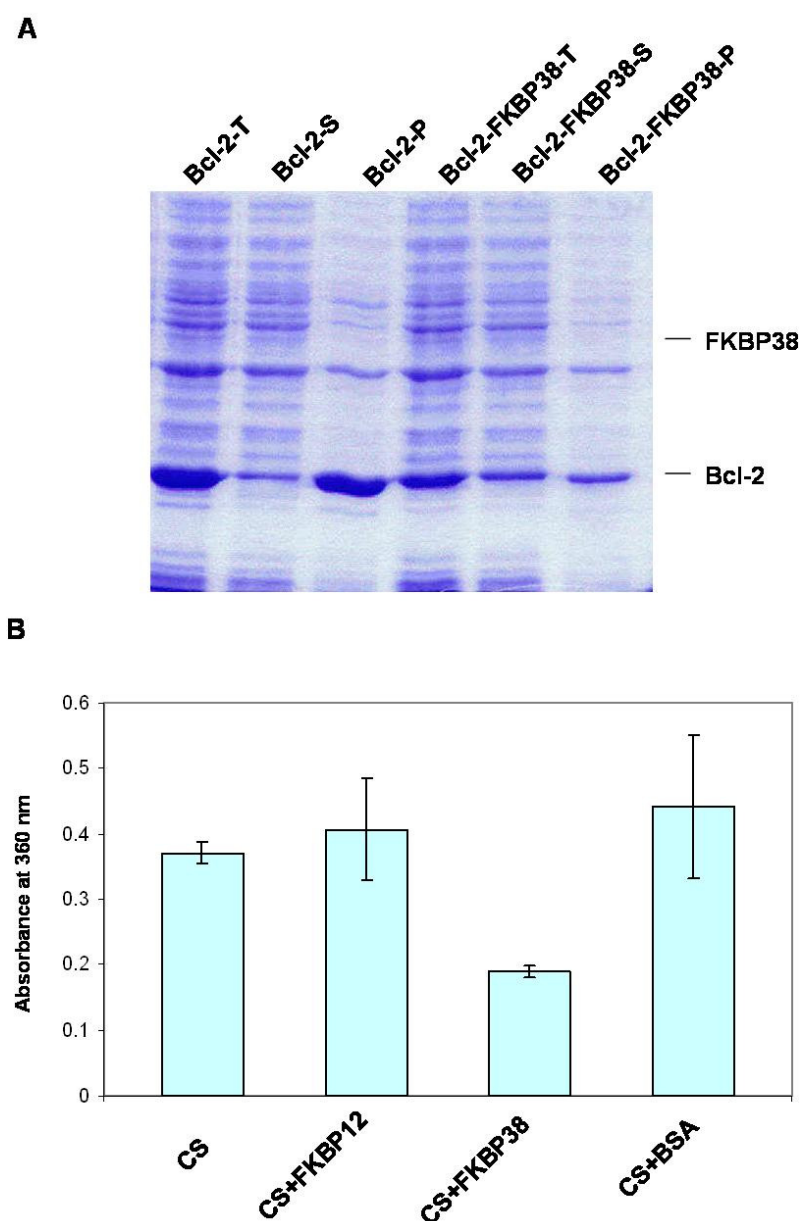 A
Bcl-2-T
Bcl-2-S
Bcl-2-P
Bcl-2-FKBP38-T
Bcl-2-FKBP38-S
Bcl-2-FKBP38-P
FKBP38
Bcl-2
B
Absorbance at 360 nm
0.6
0.5
0.4
0.3
0.2
0.1
0
CS
CS+FKBP12
CS+FKBP38
CS+BSA